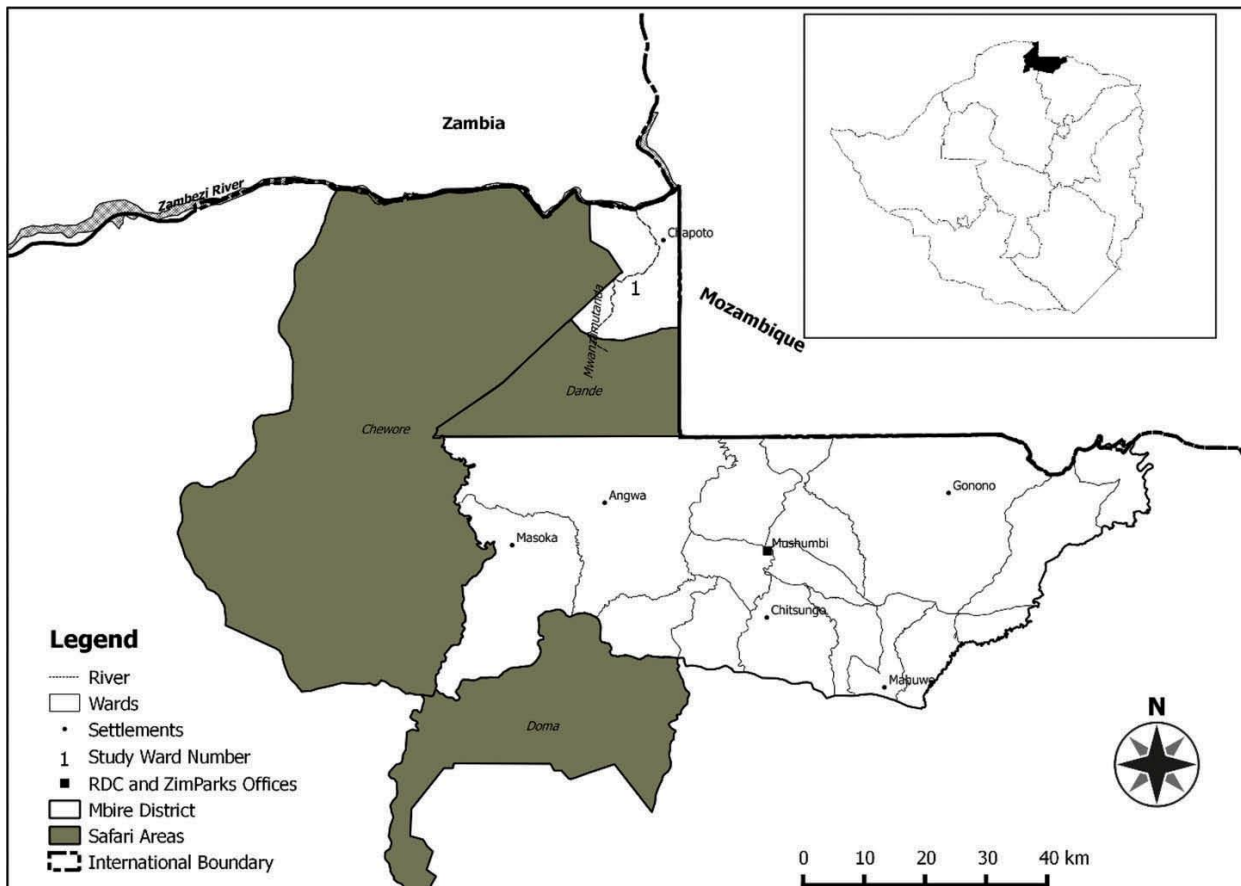 Zambia
Zambezi River
Chapoto
1
Mwanzamutanda
Mozambique
Dande
Chewore
Angwa
Gonono
Masoka
Mushumbi
Chitsungo
Mahuwe
Doma
Legend
River
Wards
Settlements
1 Study Ward Number
RDC and ZimParks Offices
Mbire District
Safari Areas
International Boundary
N
0 10 20 30 40 km